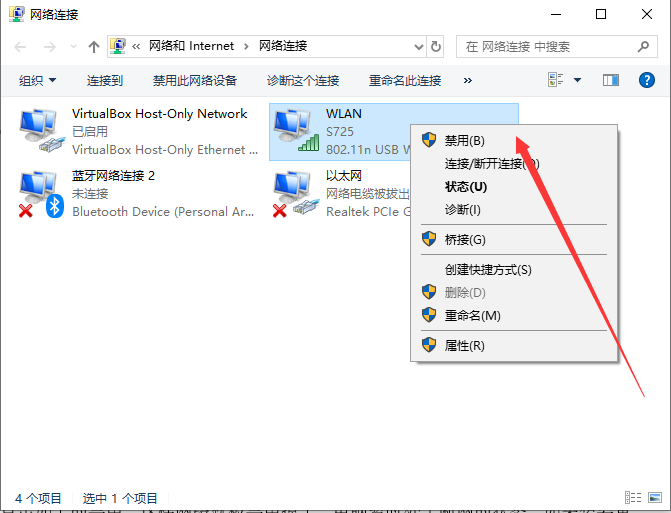 网络连接
« 网络和 Internet › 网络连接
在 网络连接 中搜索
组织 连接到 禁用此网络设备 诊断这个连接 重命名此连接 »
VirtualBox Host-Only Network
已启用
VirtualBox Host-Only Ethernet ...
WLAN
S725
802.11n USB W
蓝牙网络连接 2
未连接
Bluetooth Device (Personal Ar...
以太网
网络电缆被拔出
Realtek PCIe G
禁用(B)
连接/断开连接(O)
状态(U)
诊断(I)
桥接(G)
创建快捷方式(S)
删除(D)
重命名(M)
属性(R)
4 个项目 选中 1 个项目